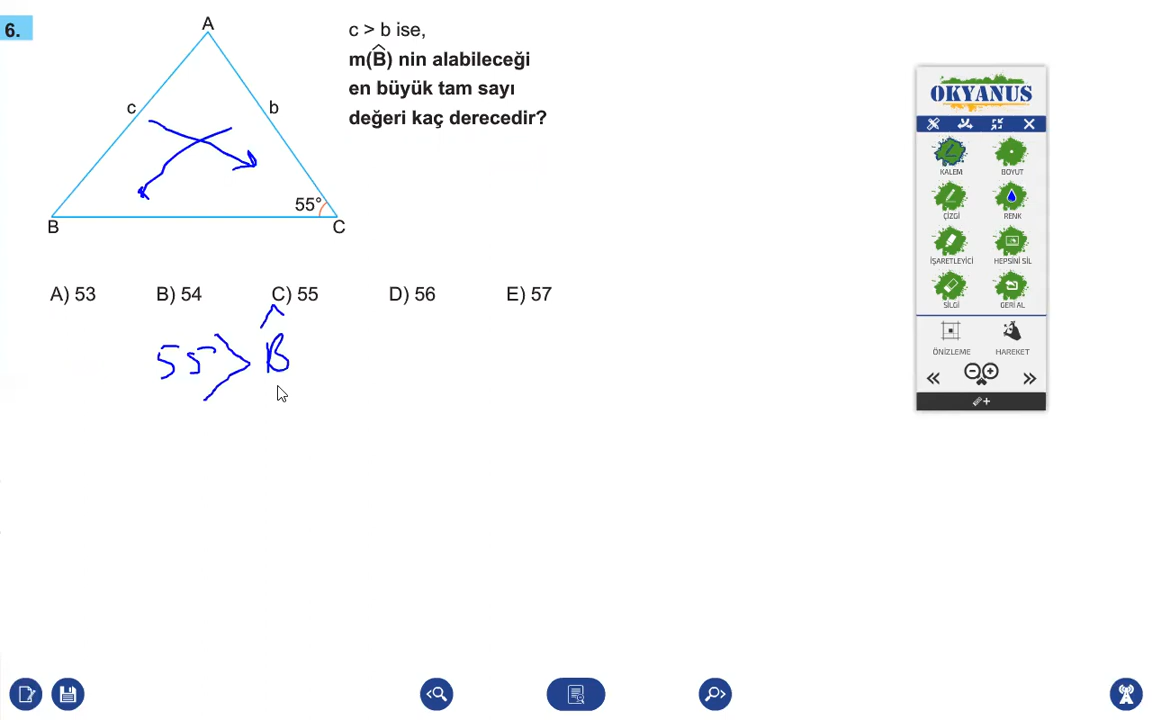 6.
A
c > b ise,
m(B̂) nin alabileceği
en büyük tam sayı
değeri kaç derecedir?
c
b
55°
B
C
A) 53 B) 54 C) 55 D) 56 E) 57
55 > B̂
OKYANUS
KALEM BOYUT
ÇİZGİ RENK
İŞARETLEYİCİ HEPSİNİ SİL
SİLGİ GERİ AL
ÖNİZLEME HAREKET